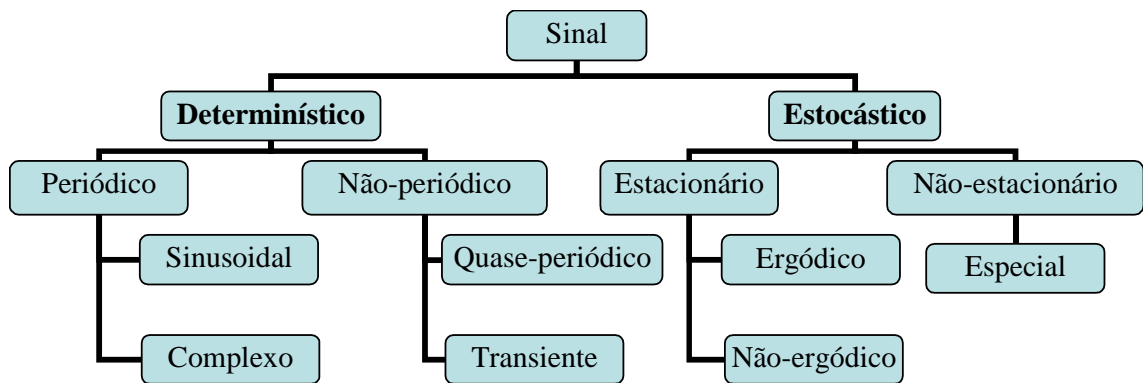 Sinal
Determinístico
Estocástico
Periódico
Não-periódico
Estacionário
Não-estacionário
Sinusoidal
Quase-periódico
Ergódico
Especial
Complexo
Transiente
Não-ergódico